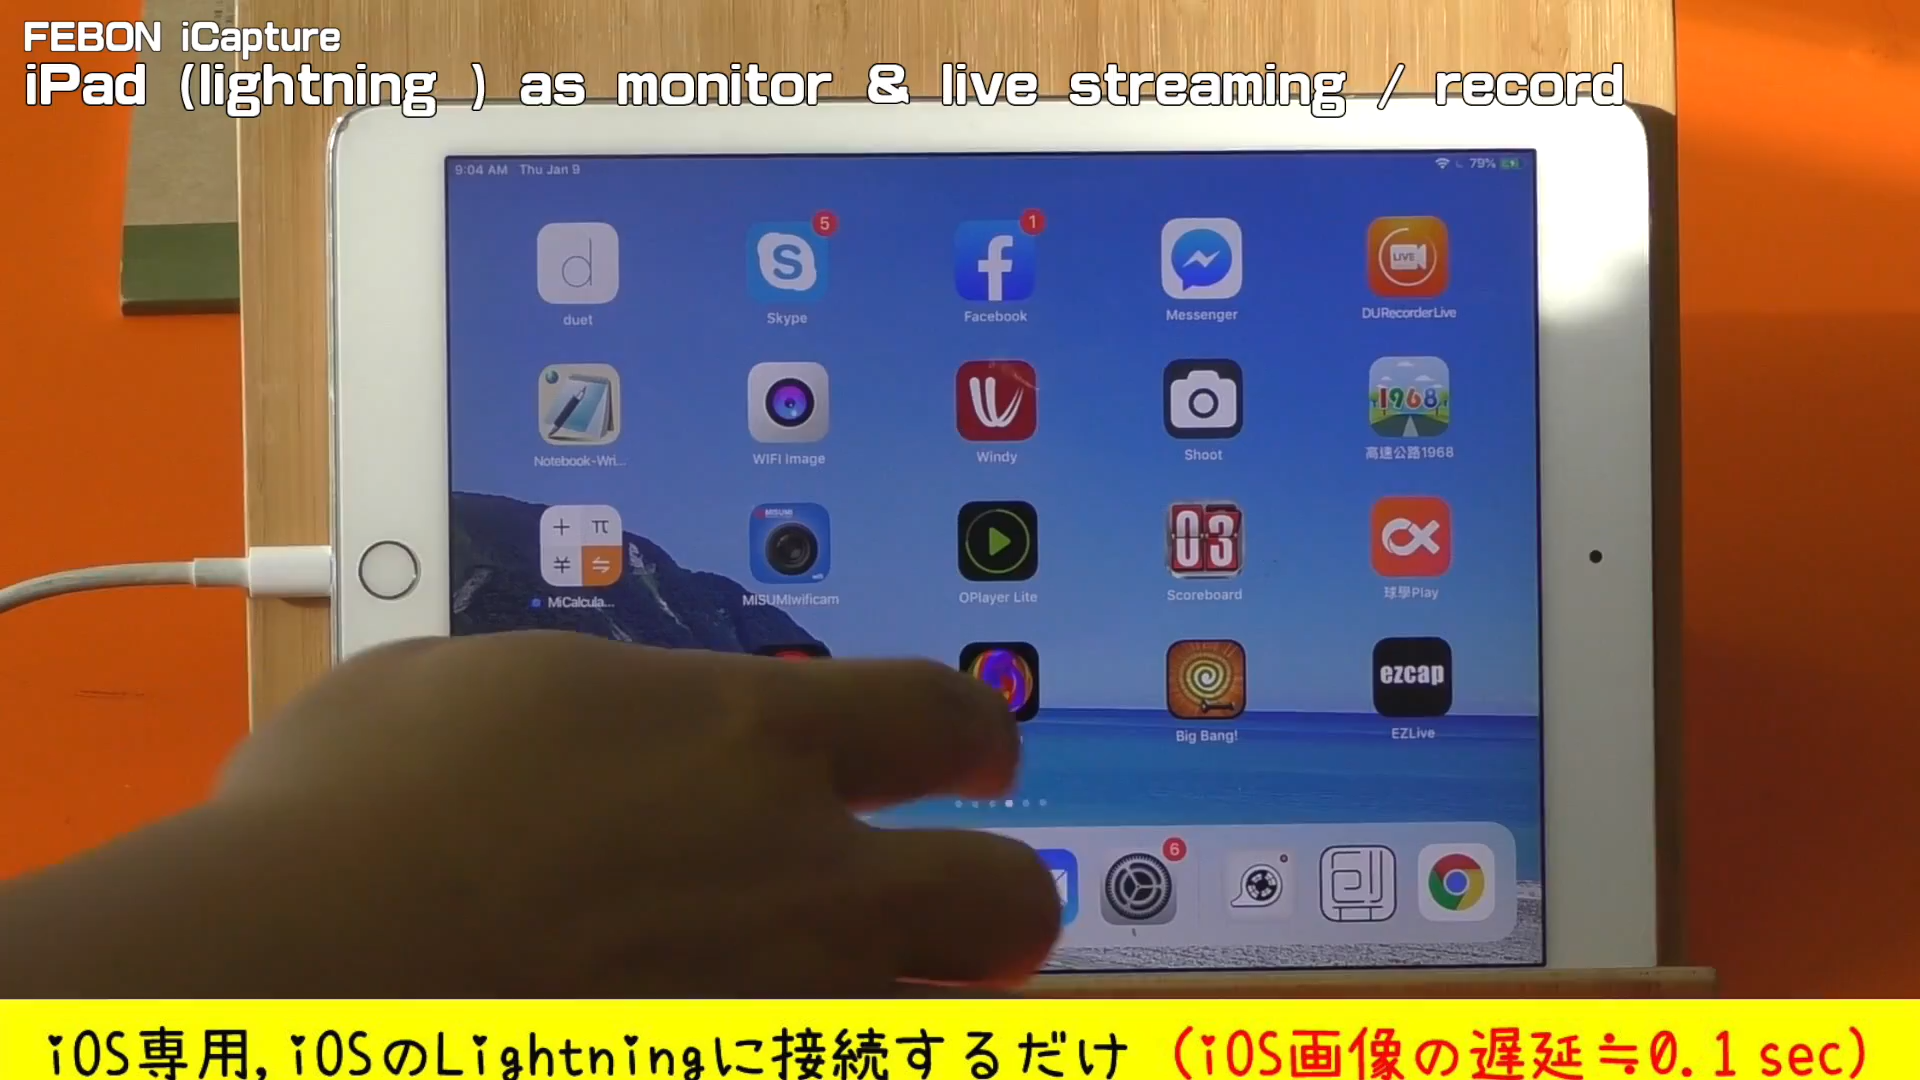 FEBON iCapture
iPad (lightning ) as monitor & live streaming / record
9:04 AM Thu Jan 9
79%
5
1
LIVE
duet
Skype
Facebook
Messenger
DURecorderLive
1968
Notebook-Wri...
WIFI Image
Windy
Shoot
高速公路1968
MISUMI
03
MiCalcula...
MISUMIwificam
OPlayer Lite
Scoreboard
球學Play
ezcap
Big Bang!
EZLive
6
iOS専用,iOSのLightningに接続するだけ (iOS画像の遅延≒0.1 sec)